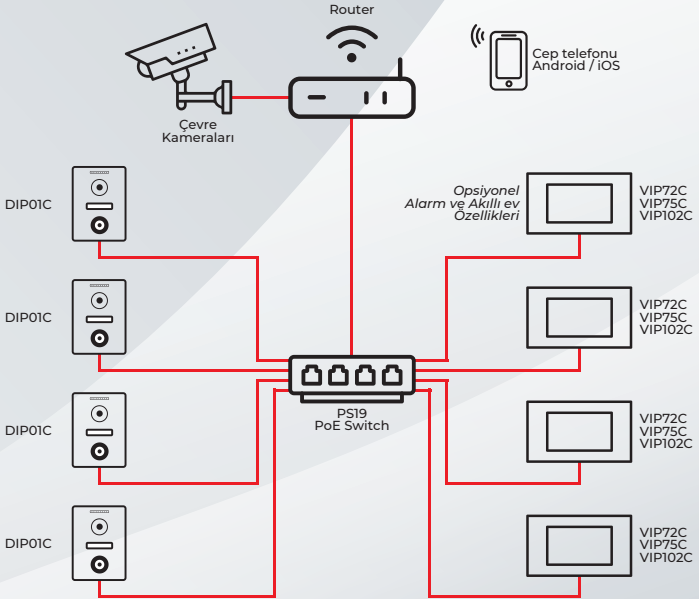 Router
Cep telefonu
Android / iOS
Çevre
Kameraları
DIP01C
Opsiyonel
Alarm ve Akıllı ev
Özellikleri
VIP72C
VIP75C
VIP102C
DIP01C
VIP72C
VIP75C
VIP102C
DIP01C
PS19
PoE Switch
VIP72C
VIP75C
VIP102C
DIP01C
VIP72C
VIP75C
VIP102C